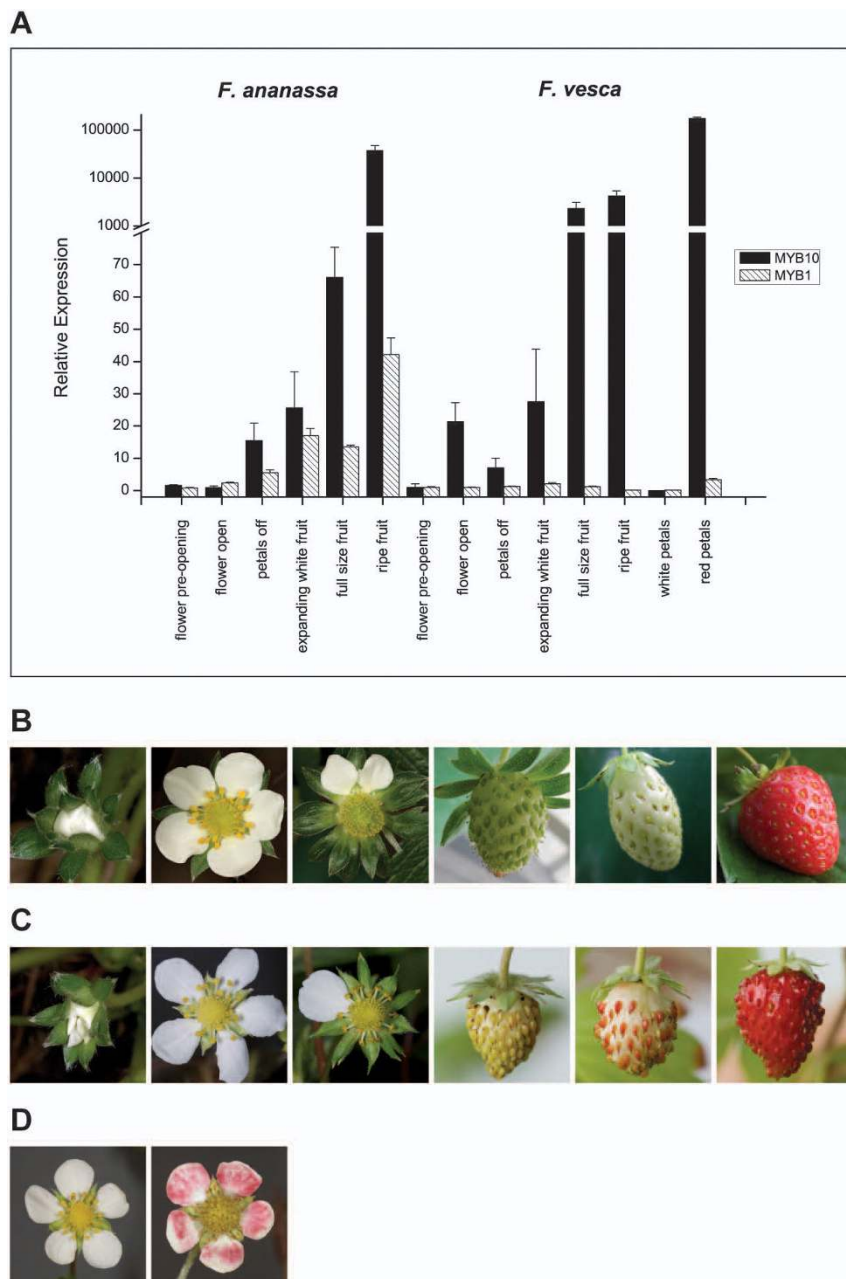 A
F. ananassa
F. vesca
100000
10000
1000
70
60
50
40
30
20
10
0
Relative Expression
MYB10
MYB1
flower pre-opening
flower open
petals off
expanding white fruit
full size fruit
ripe fruit
flower pre-opening
flower open
petals off
expanding white fruit
full size fruit
ripe fruit
white petals
red petals
B
C
D